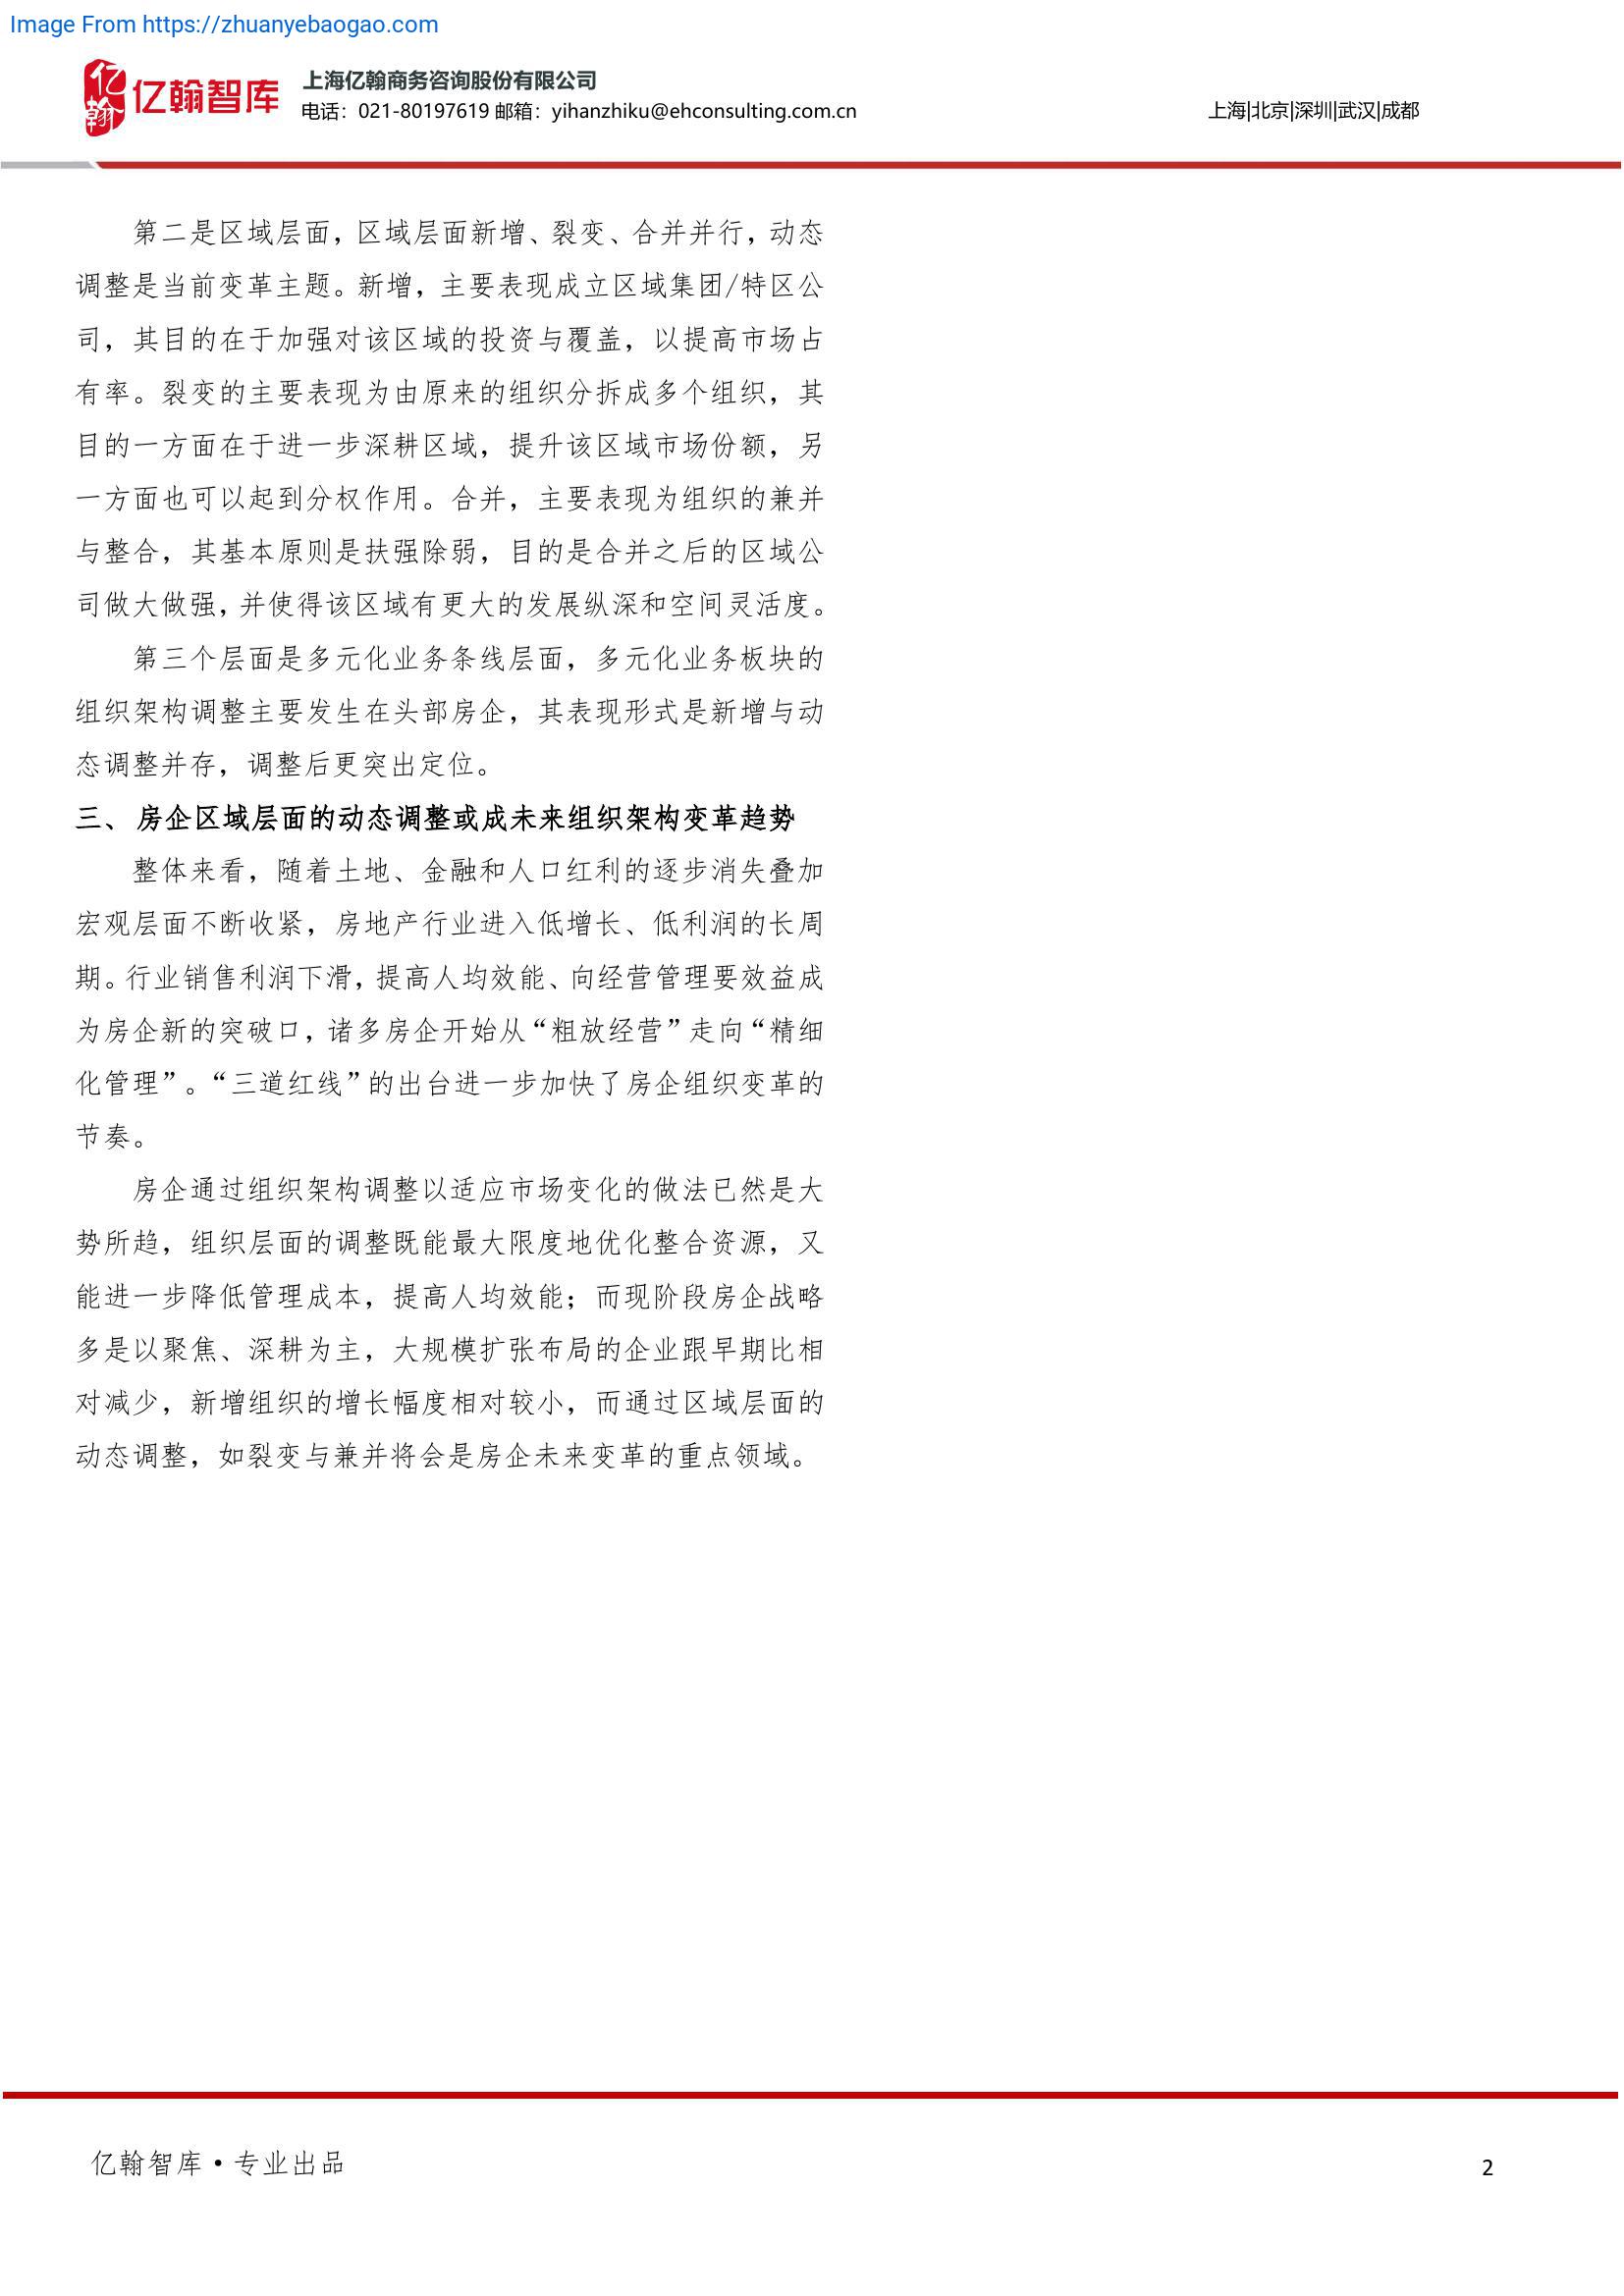 Image From https://zhuanyebaogao.com
亿翰
亿翰智库
上海亿翰商务咨询股份有限公司
电话：021-80197619 邮箱：yihanzhiku@ehconsulting.com.cn
上海|北京|深圳|武汉|成都
第二是区域层面，区域层面新增、裂变、合并并行，动态
调整是当前变革主题。新增，主要表现成立区域集团/特区公
司，其目的在于加强对该区域的投资与覆盖，以提高市场占
有率。裂变的主要表现为由原来的组织分拆成多个组织，其
目的一方面在于进一步深耕区域，提升该区域市场份额，另
一方面也可以起到分权作用。合并，主要表现为组织的兼并
与整合，其基本原则是扶强除弱，目的是合并之后的区域公
司做大做强，并使得该区域有更大的发展纵深和空间灵活度。
第三个层面是多元化业务条线层面，多元化业务板块的
组织架构调整主要发生在头部房企，其表现形式是新增与动
态调整并存，调整后更突出定位。
三、 房企区域层面的动态调整或成未来组织架构变革趋势
整体来看，随着土地、金融和人口红利的逐步消失叠加
宏观层面不断收紧，房地产行业进入低增长、低利润的长周
期。行业销售利润下滑，提高人均效能、向经营管理要效益成
为房企新的突破口，诸多房企开始从“粗放经营”走向“精细
化管理”。“三道红线”的出台进一步加快了房企组织变革的
节奏。
房企通过组织架构调整以适应市场变化的做法已然是大
势所趋，组织层面的调整既能最大限度地优化整合资源，又
能进一步降低管理成本，提高人均效能；而现阶段房企战略
多是以聚焦、深耕为主，大规模扩张布局的企业跟早期比相
对减少，新增组织的增长幅度相对较小，而通过区域层面的
动态调整，如裂变与兼并将会是房企未来变革的重点领域。
亿翰智库•专业出品
2